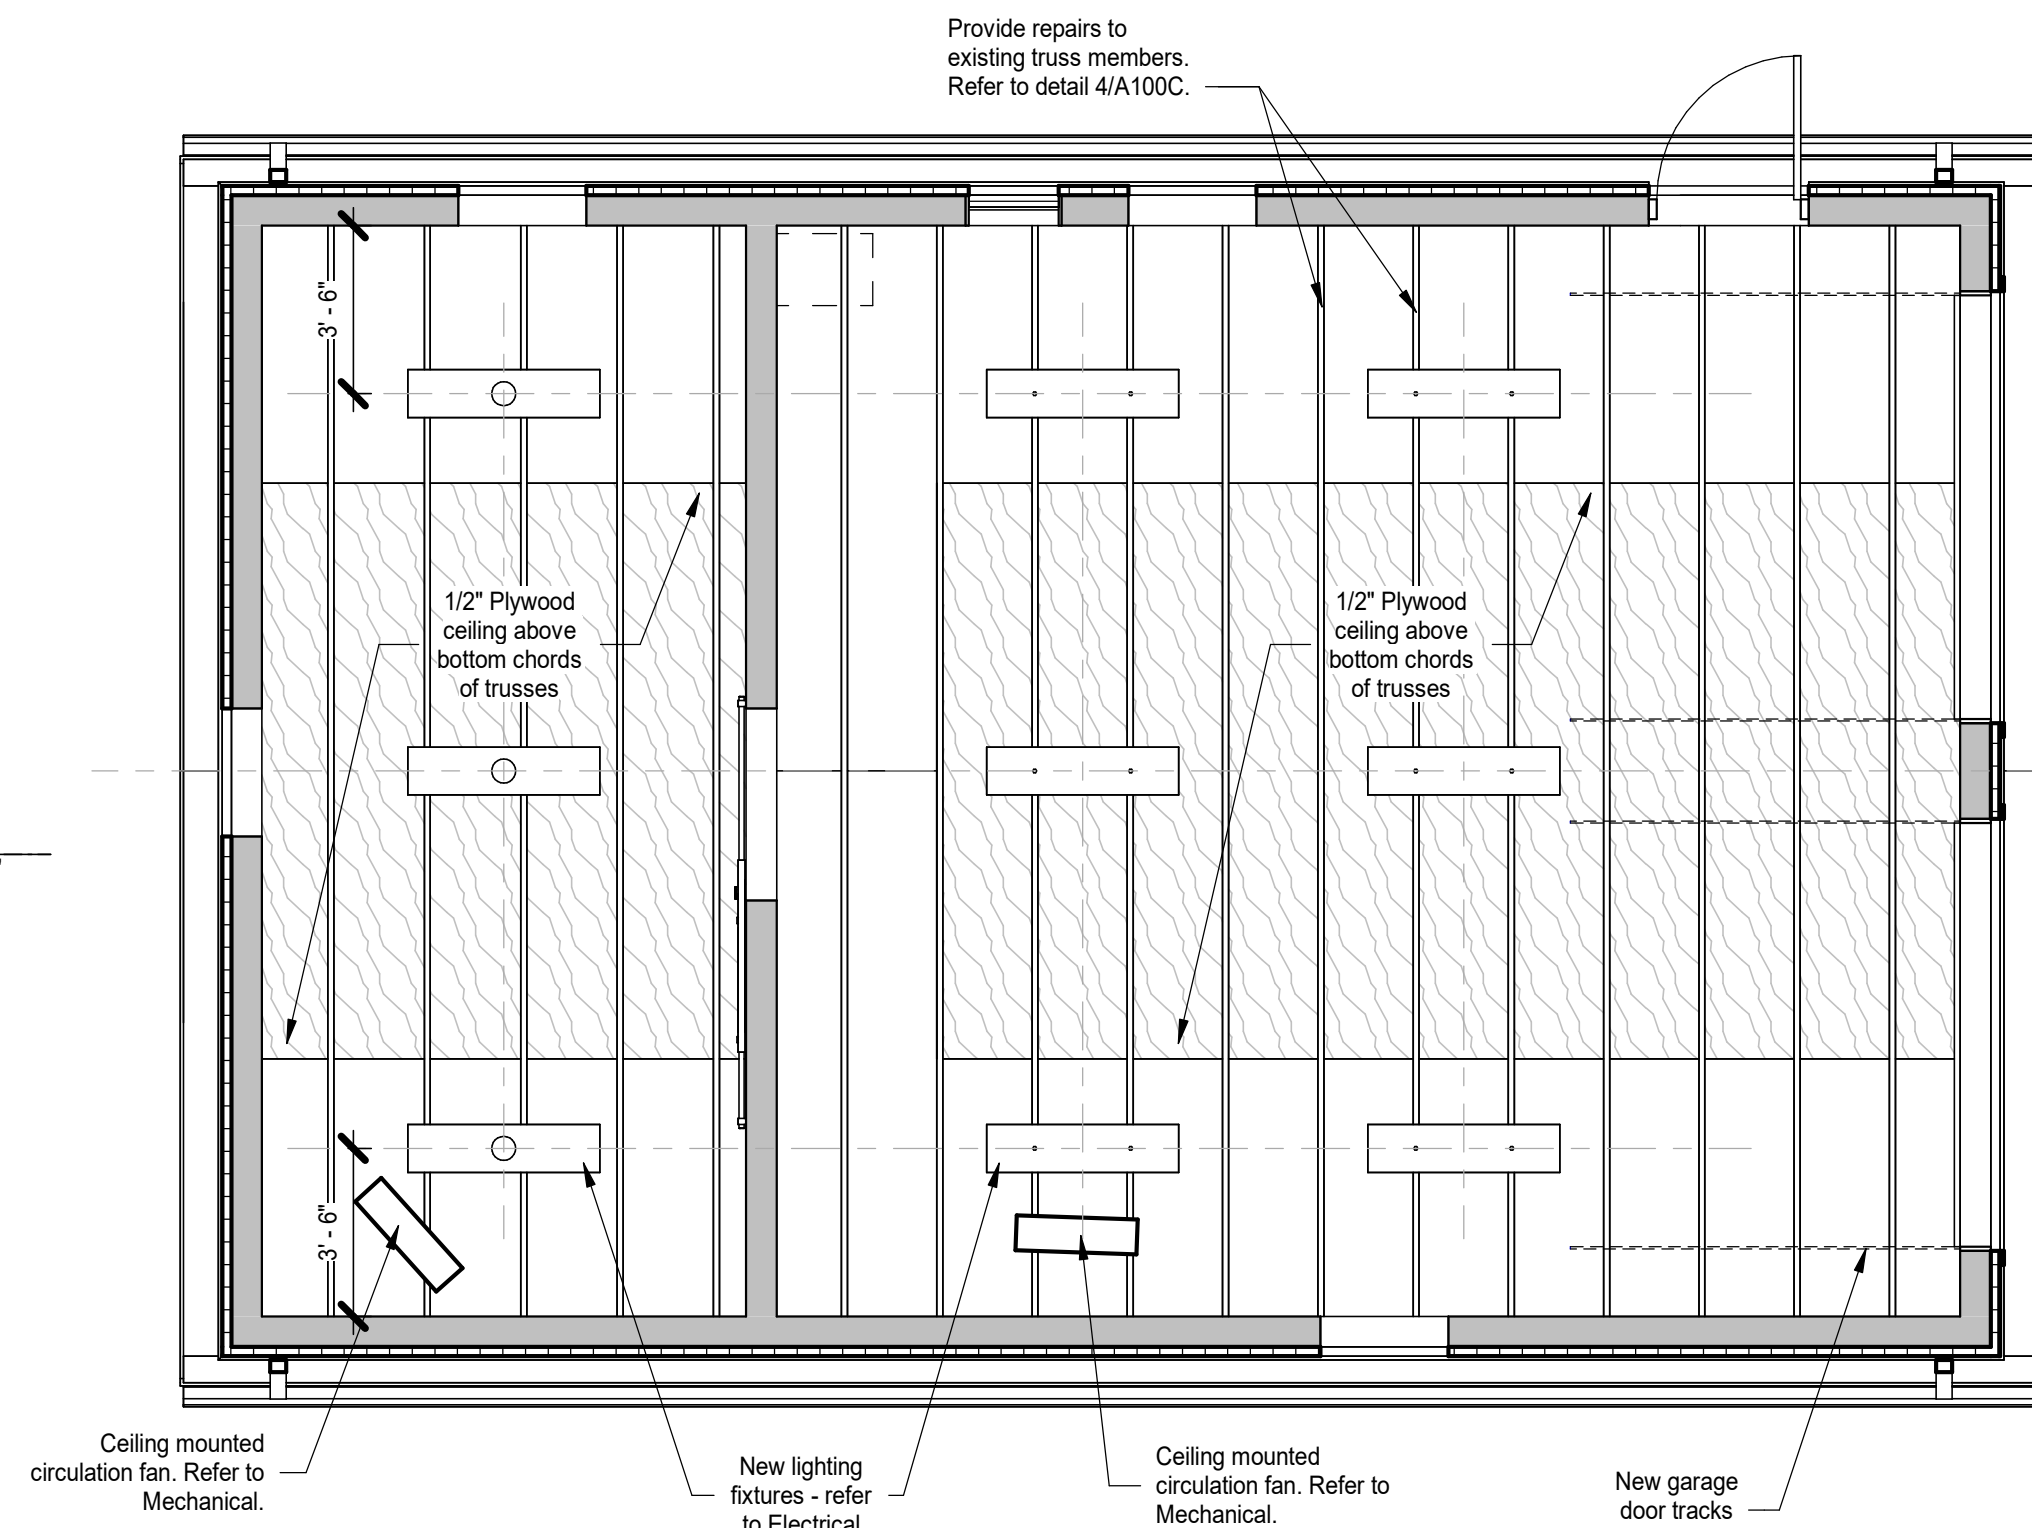 Provide repairs to
existing truss members.
Refer to detail 4/A100C.
3' - 6"
1/2" Plywood
ceiling above
bottom chords
of trusses
1/2" Plywood
ceiling above
bottom chords
of trusses
3' - 6"
Ceiling mounted
circulation fan. Refer to
Mechanical.
New lighting
fixtures - refer
to Electrical
Ceiling mounted
circulation fan. Refer to
Mechanical.
New garage
door tracks